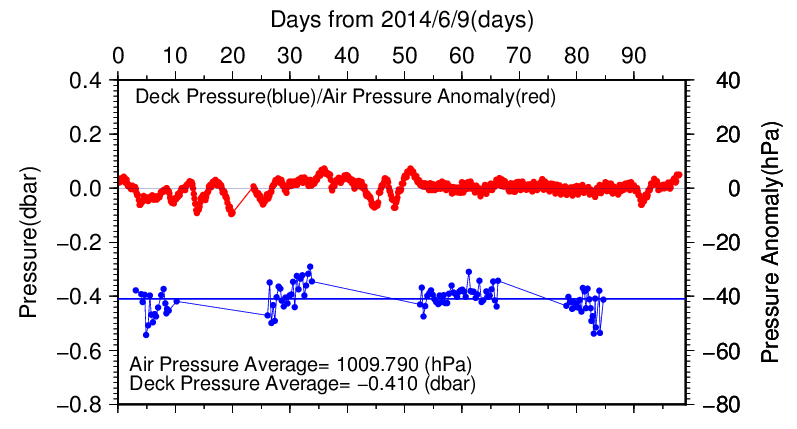 Days from 2014/6/9(days)
0 10 20 30 40 50 60 70 80 90
Deck Pressure(blue)/Air Pressure Anomaly(red)
0.4 40
0.2 20
0.0 0
−0.2 −20
−0.4 −40
−0.6 −60
−0.8 −80
Pressure(dbar)
Pressure Anomaly(hPa)
Air Pressure Average= 1009.790 (hPa)
Deck Pressure Average= −0.410 (dbar)